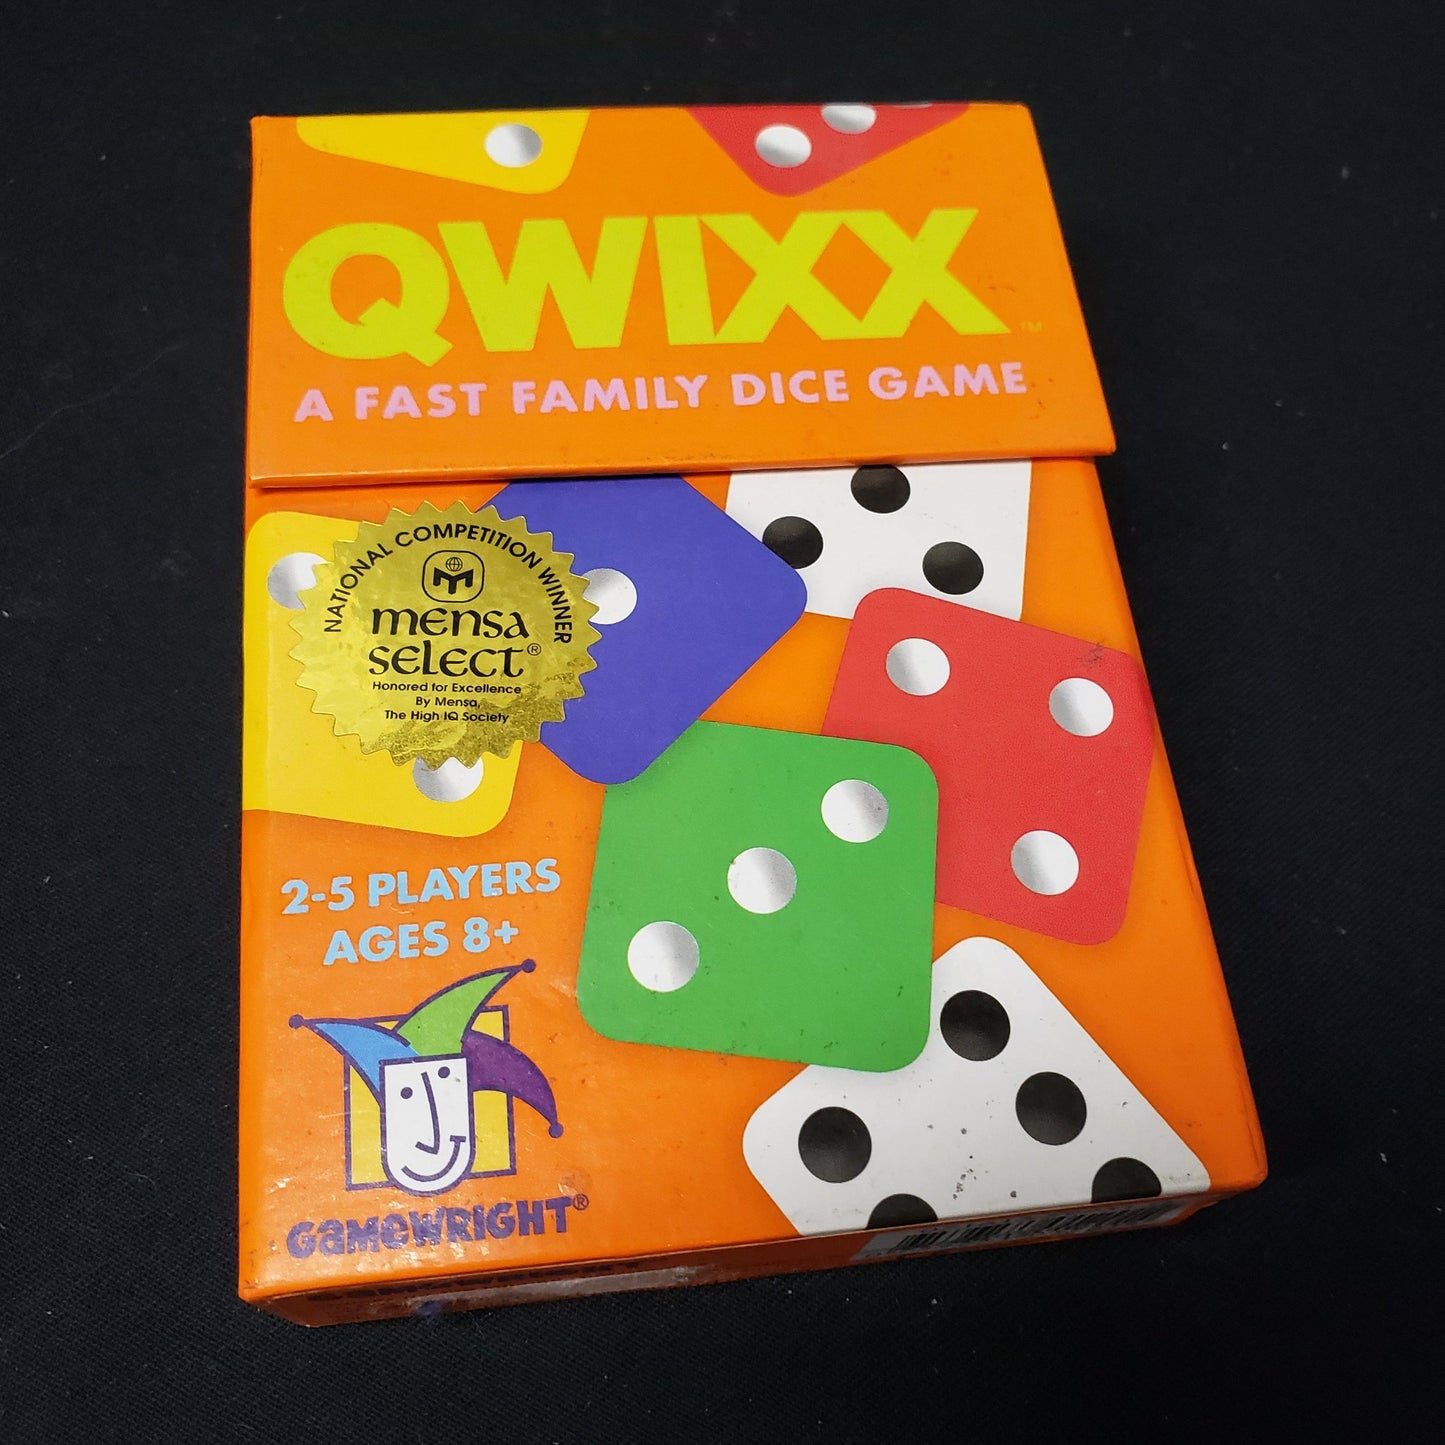 QWIXX™
A FAST FAMILY DICE GAME
NATIONAL COMPETITION WINNER
mensa
SELECT®
Honored for Excellence
By Mensa,
The High IQ Society
2-5 PLAYERS
AGES 8+
GAMEWRIGHT®